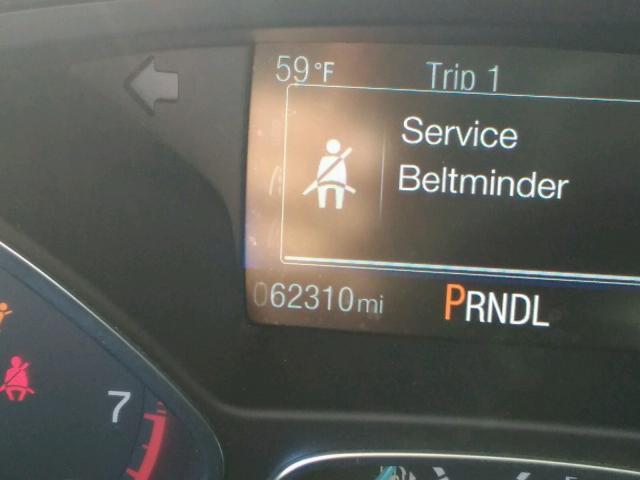 59°F Trip 1
Service
Beltminder
062310mi PRNDL
7